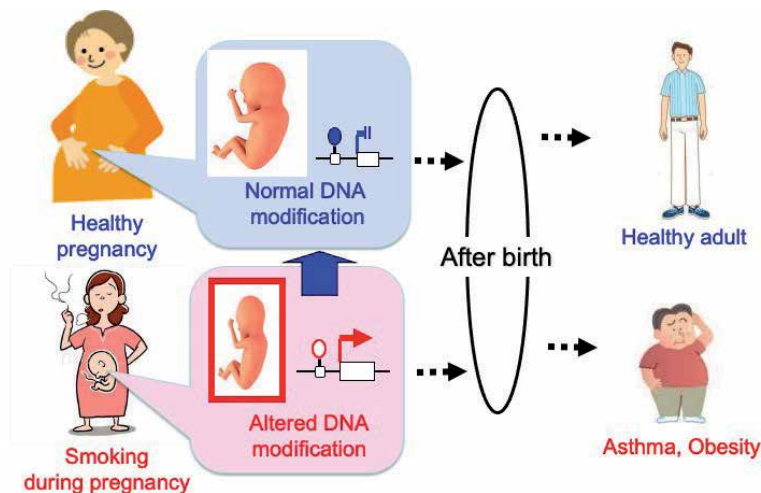 Normal DNA
modification
Healthy
pregnancy
After birth
Healthy adult
Altered DNA
modification
Smoking
during pregnancy
Asthma, Obesity